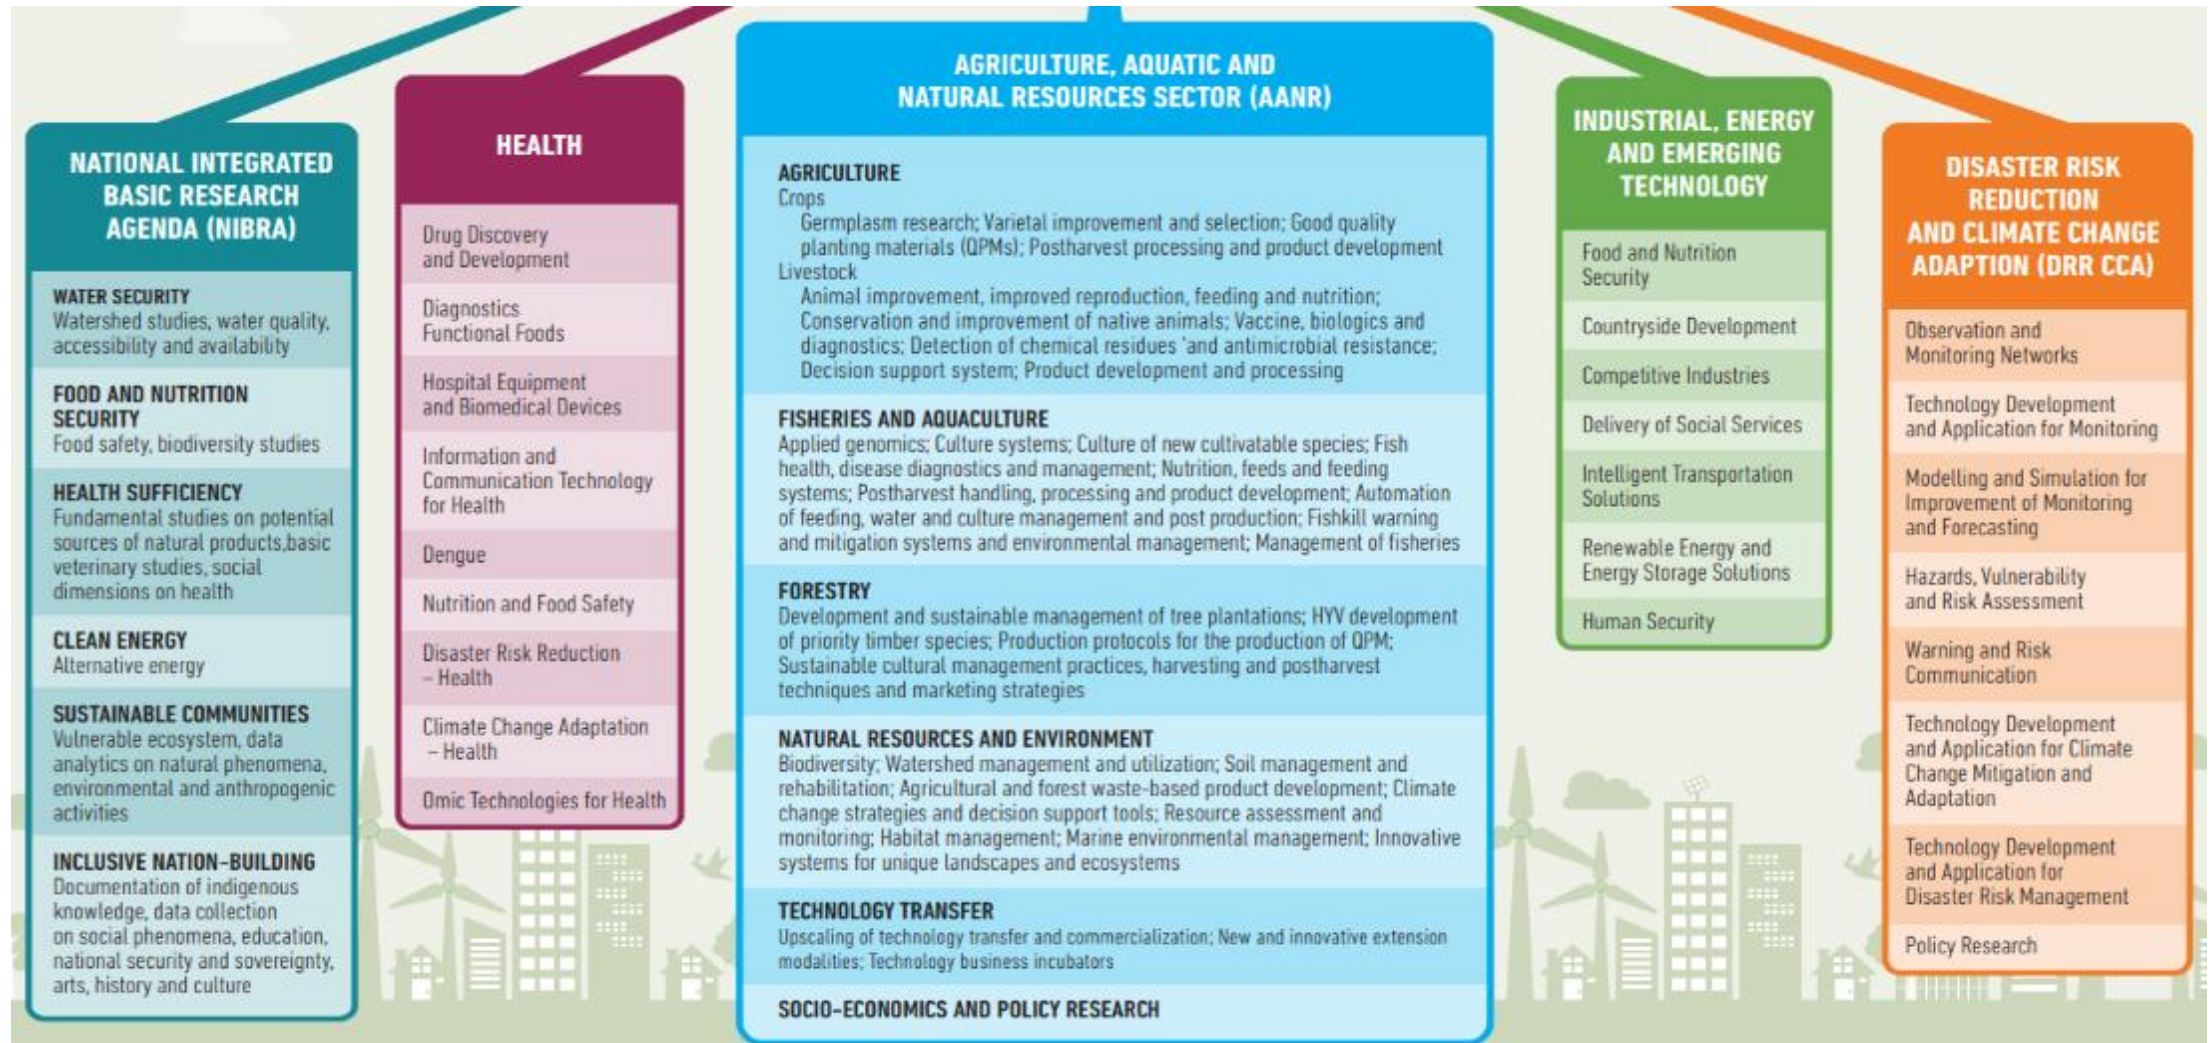 NATIONAL INTEGRATED
BASIC RESEARCH
AGENDA (NIBRA)
WATER SECURITY
Watershed studies, water quality,
accessibility and availability
FOOD AND NUTRITION
SECURITY
Food safety, biodiversity studies
HEALTH SUFFICIENCY
Fundamental studies on potential
sources of natural products,basic
veterinary studies, social
dimensions on health
CLEAN ENERGY
Alternative energy
SUSTAINABLE COMMUNITIES
Vulnerable ecosystem, data
analytics on natural phenomena,
environmental and anthropogenic
activities
INCLUSIVE NATION-BUILDING
Documentation of indigenous
knowledge, data collection
on social phenomena, education,
national security and sovereignty,
arts, history and culture
HEALTH
Drug Discovery
and Development
Diagnostics
Functional Foods
Hospital Equipment
and Biomedical Devices
Information and
Communication Technology
for Health
Dengue
Nutrition and Food Safety
Disaster Risk Reduction
– Health
Climate Change Adaptation
– Health
Omic Technologies for Health
AGRICULTURE, AQUATIC AND
NATURAL RESOURCES SECTOR (AANR)
AGRICULTURE
Crops
Germplasm research; Varietal improvement and selection; Good quality
planting materials (QPMs); Postharvest processing and product development
Livestock
Animal improvement, improved reproduction, feeding and nutrition;
Conservation and improvement of native animals; Vaccine, biologics and
diagnostics; Detection of chemical residues 'and antimicrobial resistance;
Decision support system; Product development and processing
FISHERIES AND AQUACULTURE
Applied genomics; Culture systems; Culture of new cultivatable species; Fish
health, disease diagnostics and management; Nutrition, feeds and feeding
systems; Postharvest handling, processing and product development; Automation
of feeding, water and culture management and post production; Fishkill warning
and mitigation systems and environmental management; Management of fisheries
FORESTRY
Development and sustainable management of tree plantations; HYV development
of priority timber species; Production protocols for the production of QPM;
Sustainable cultural management practices, harvesting and postharvest
techniques and marketing strategies
NATURAL RESOURCES AND ENVIRONMENT
Biodiversity; Watershed management and utilization; Soil management and
rehabilitation; Agricultural and forest waste-based product development; Climate
change strategies and decision support tools; Resource assessment and
monitoring; Habitat management; Marine environmental management; Innovative
systems for unique landscapes and ecosystems
TECHNOLOGY TRANSFER
Upscaling of technology transfer and commercialization; New and innovative extension
modalities; Technology business incubators
SOCIO-ECONOMICS AND POLICY RESEARCH
INDUSTRIAL, ENERGY
AND EMERGING
TECHNOLOGY
Food and Nutrition
Security
Countryside Development
Competitive Industries
Delivery of Social Services
Intelligent Transportation
Solutions
Renewable Energy and
Energy Storage Solutions
Human Security
DISASTER RISK
REDUCTION
AND CLIMATE CHANGE
ADAPTION (DRR CCA)
Observation and
Monitoring Networks
Technology Development
and Application for Monitoring
Modelling and Simulation for
Improvement of Monitoring
and Forecasting
Hazards, Vulnerability
and Risk Assessment
Warning and Risk
Communication
Technology Development
and Application for Climate
Change Mitigation and
Adaptation
Technology Development
and Application for
Disaster Risk Management
Policy Research